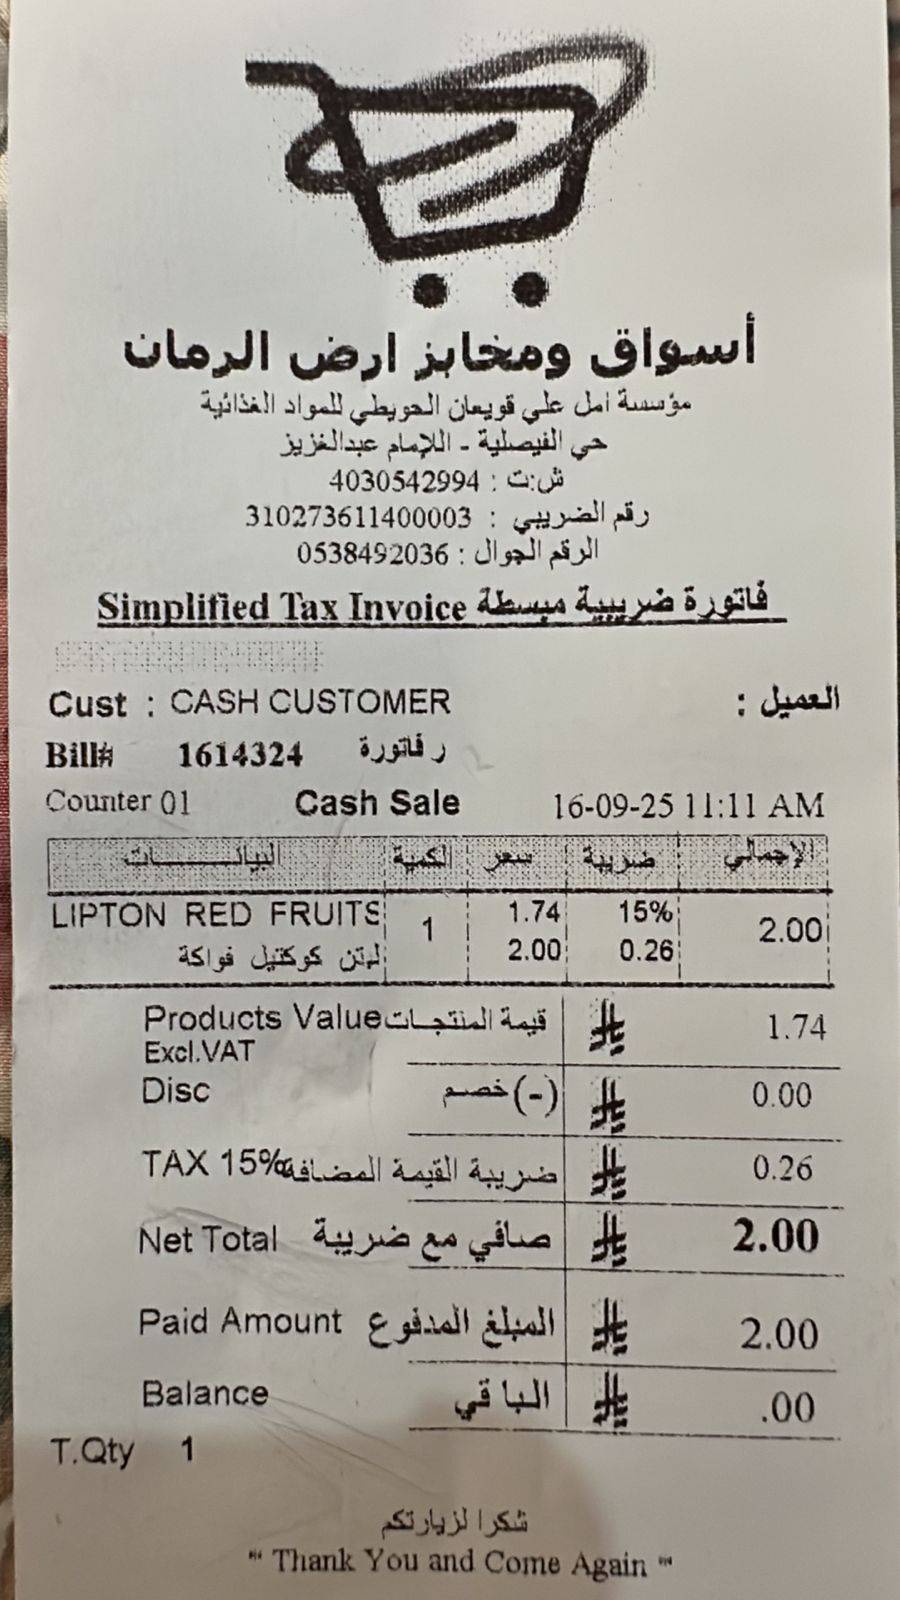 أسواق ومخابز ارض الرمان
مؤسسة امل علي قويعان الحويطي للمواد الغذائية
حي الفيصلية - اللإمام عبدالغزيز
ش:ت : 4030542994
رقم الضريبي : 310273611400003
الرقم الجوال : 0538492036
Simplified Tax Invoice فاتورة ضريبية مبسطة
Cust : CASH CUSTOMER العميل :
Bill# 1614324 ر فاتورة
Counter 01 Cash Sale 16-09-25 11:11 AM
البيانـــــــــات الكمية سعر ضريبة الإجمالي
LIPTON RED FRUITS 1 1.74 15% 2.00
ليتن كوكتيل فواكة 2.00 0.26
Products Value قيمة المنتجـات 1.74
Excl.VAT
Disc خصم (-) 0.00
TAX 15% ضريبة القيمة المضافة 0.26
Net Total صافي مع ضريبة 2.00
Paid Amount المبلغ المدفوع 2.00
Balance البا قي .00
T.Qty 1
شكرا لزيارتكم
"' Thank You and Come Again "'